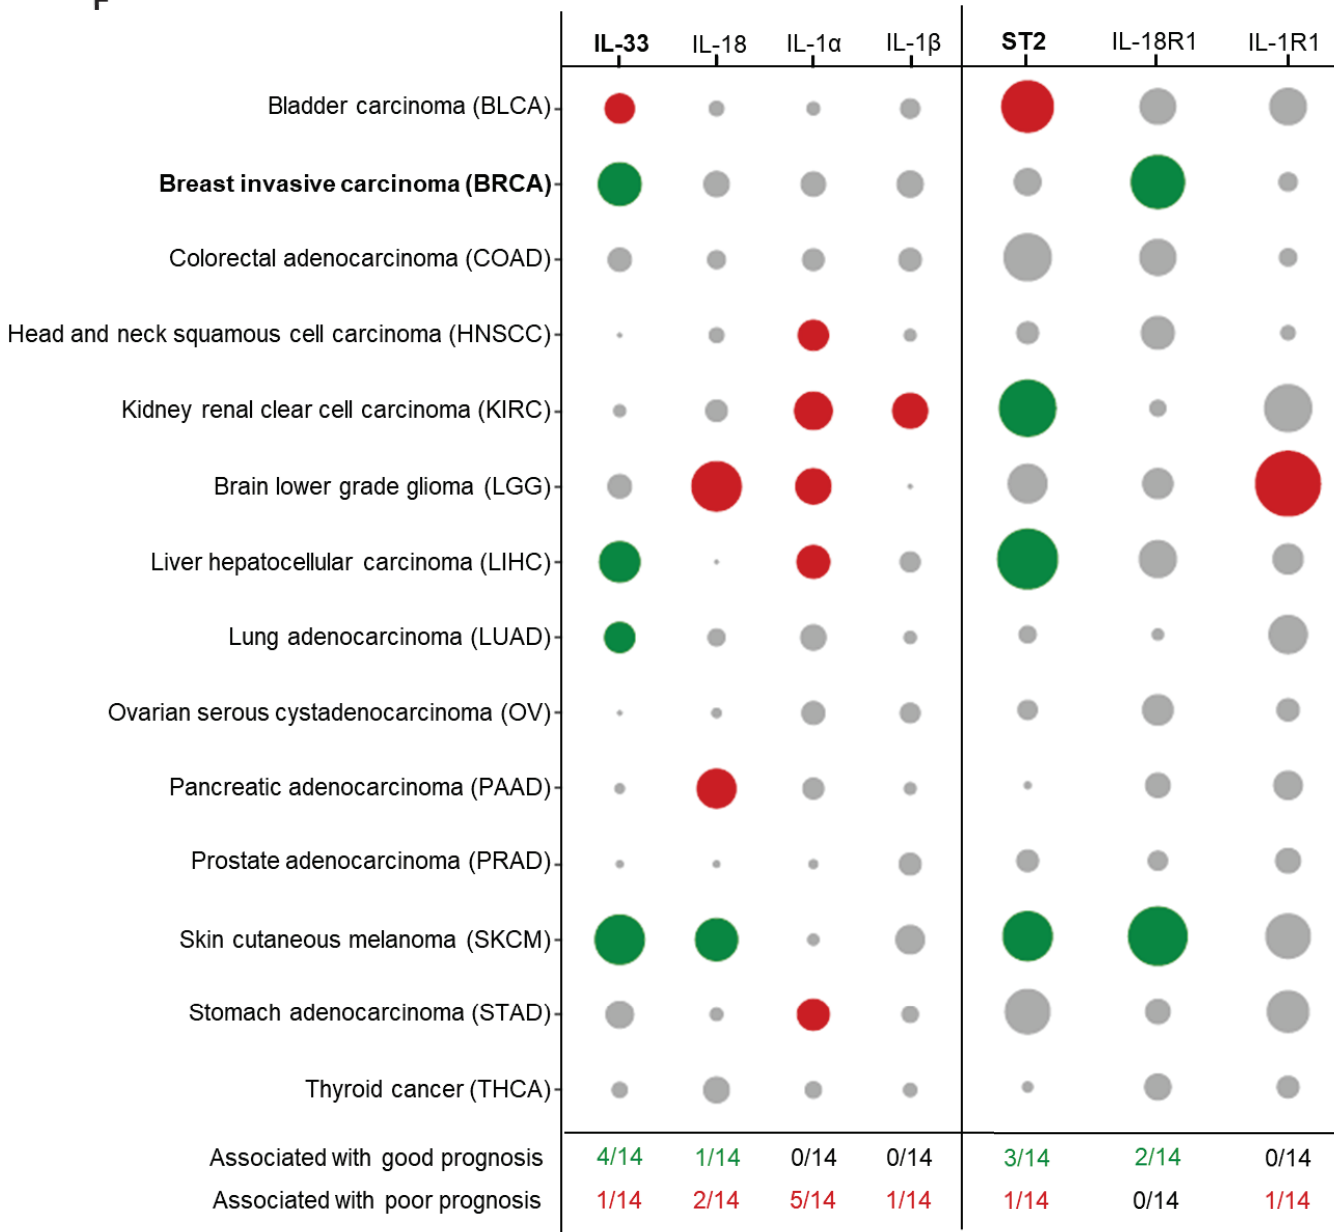 F
IL-33 IL-18 IL-1α IL-1β ST2 IL-18R1 IL-1R1
Bladder carcinoma (BLCA)
Breast invasive carcinoma (BRCA)
Colorectal adenocarcinoma (COAD)
Head and neck squamous cell carcinoma (HNSCC)
Kidney renal clear cell carcinoma (KIRC)
Brain lower grade glioma (LGG)
Liver hepatocellular carcinoma (LIHC)
Lung adenocarcinoma (LUAD)
Ovarian serous cystadenocarcinoma (OV)
Pancreatic adenocarcinoma (PAAD)
Prostate adenocarcinoma (PRAD)
Skin cutaneous melanoma (SKCM)
Stomach adenocarcinoma (STAD)
Thyroid cancer (THCA)
Associated with good prognosis 4/14 1/14 0/14 0/14 3/14 2/14 0/14
Associated with poor prognosis 1/14 2/14 5/14 1/14 1/14 0/14 1/14